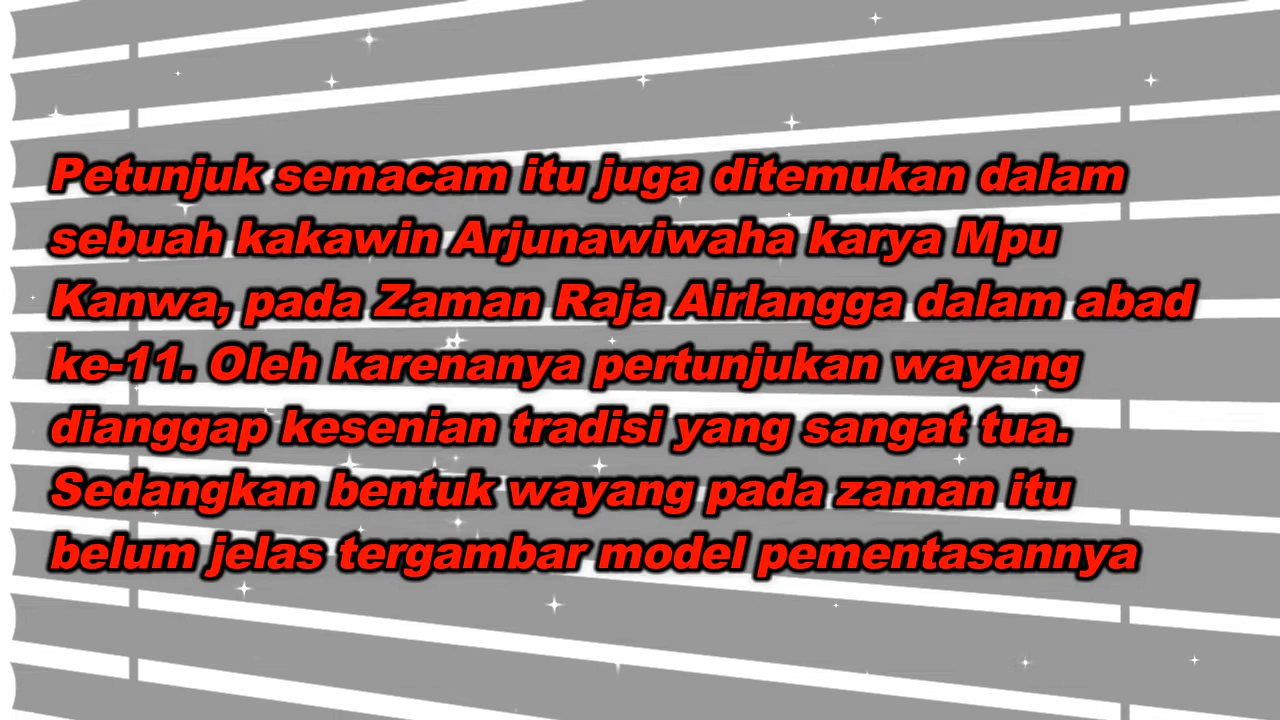 Petunjuk semacam itu juga ditemukan dalam
sebuah kakawin Arjunawiwaha karya Mpu
Kanwa, pada Zaman Raja Airlangga dalam abad
ke-11. Oleh karenanya pertunjukan wayang
dianggap kesenian tradisi yang sangat tua.
Sedangkan bentuk wayang pada zaman itu
belum jelas tergambar model pementasannya